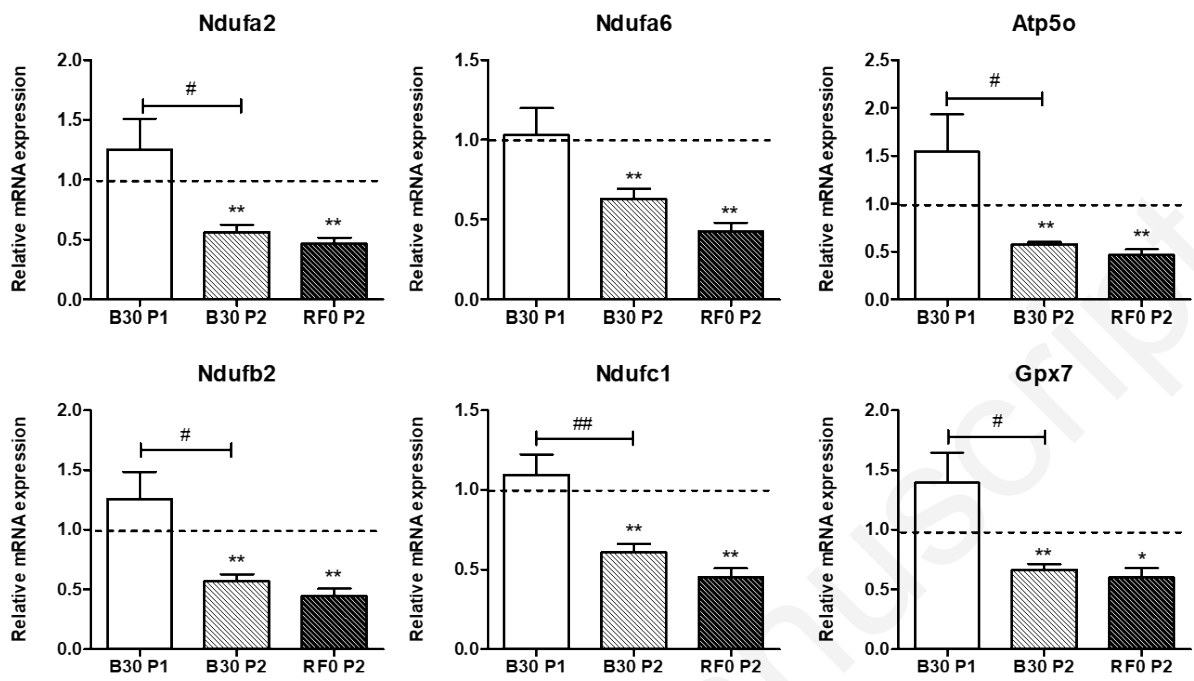 Ndufa2
Relative mRNA expression
2.0
1.5
1.0
0.5
0.0
#
**
**
B30 P1 B30 P2 RF0 P2
Ndufa6
Relative mRNA expression
1.5
1.0
0.5
0.0
**
**
B30 P1 B30 P2 RF0 P2
Atp5o
Relative mRNA expression
2.5
2.0
1.5
1.0
0.5
0.0
#
**
**
B30 P1 B30 P2 RF0 P2
Ndufb2
Relative mRNA expression
2.0
1.5
1.0
0.5
0.0
#
**
**
B30 P1 B30 P2 RF0 P2
Ndufc1
Relative mRNA expression
1.5
1.0
0.5
0.0
##
**
**
B30 P1 B30 P2 RF0 P2
Gpx7
Relative mRNA expression
2.0
1.5
1.0
0.5
0.0
#
**
*
B30 P1 B30 P2 RF0 P2
nuscript